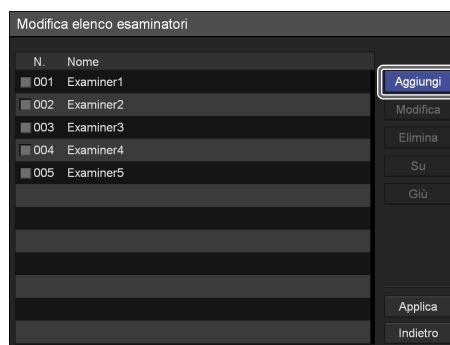 Modifica elenco esaminatori
N. Nome
001 Examiner1
002 Examiner2
003 Examiner3
004 Examiner4
005 Examiner5
Aggiungi
Modifica
Elimina
Su
Giù
Applica
Indietro